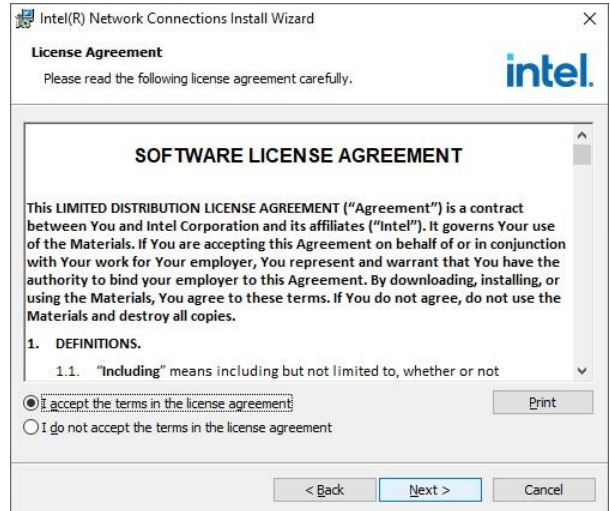 Intel(R) Network Connections Install Wizard
License Agreement
Please read the following license agreement carefully.
intel.
SOFTWARE LICENSE AGREEMENT
This LIMITED DISTRIBUTION LICENSE AGREEMENT (“Agreement”) is a contract
between You and Intel Corporation and its affiliates (“Intel”). It governs Your use
of the Materials. If You are accepting this Agreement on behalf of or in conjunction
with Your work for Your employer, You represent and warrant that You have the
authority to bind your employer to this Agreement. By downloading, installing, or
using the Materials, You agree to these terms. If You do not agree, do not use the
Materials and destroy all copies.
1. DEFINITIONS.
1.1. “Including” means including but not limited to, whether or not
I accept the terms in the license agreement
Print
I do not accept the terms in the license agreement
< Back Next > Cancel